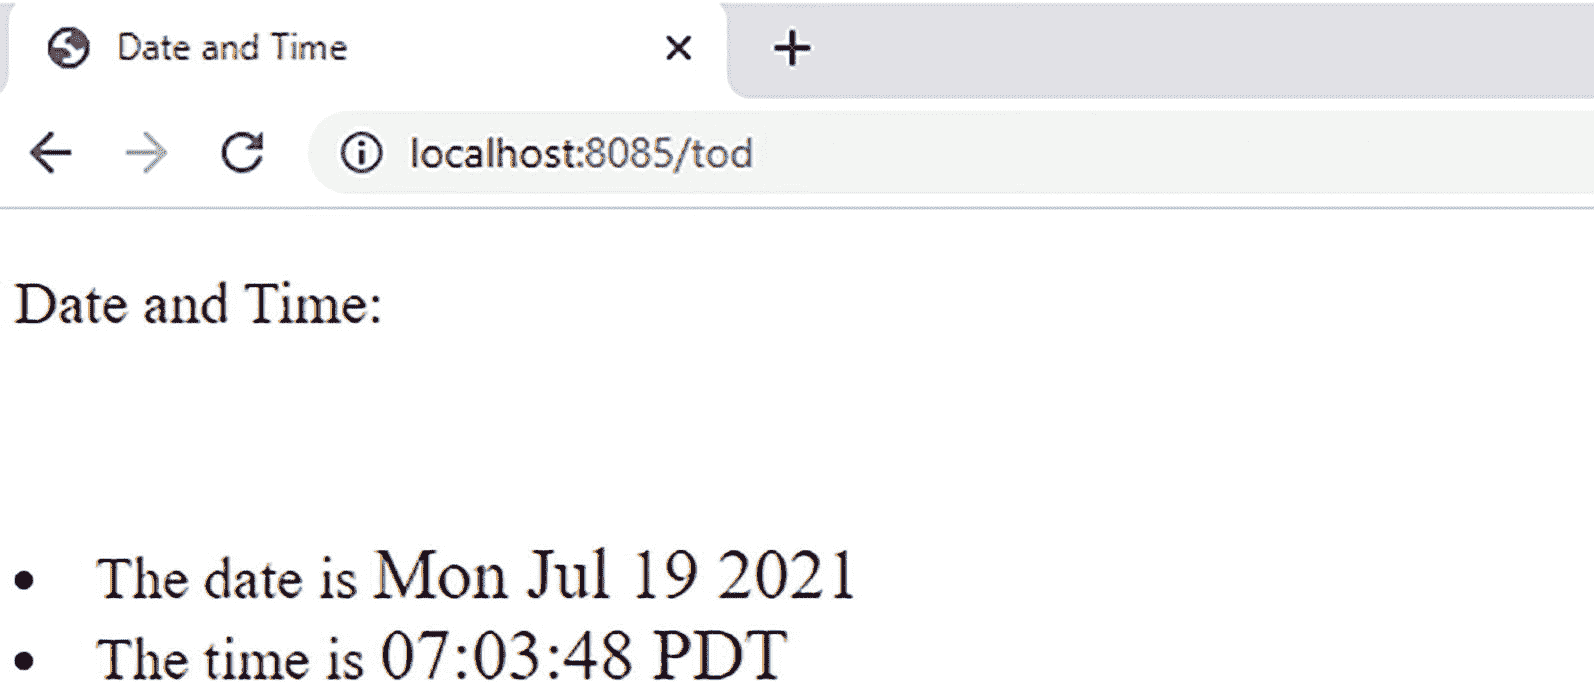 Date and Time
localhost:8085/tod
Date and Time:
• The date is Mon Jul 19 2021
• The time is 07:03:48 PDT